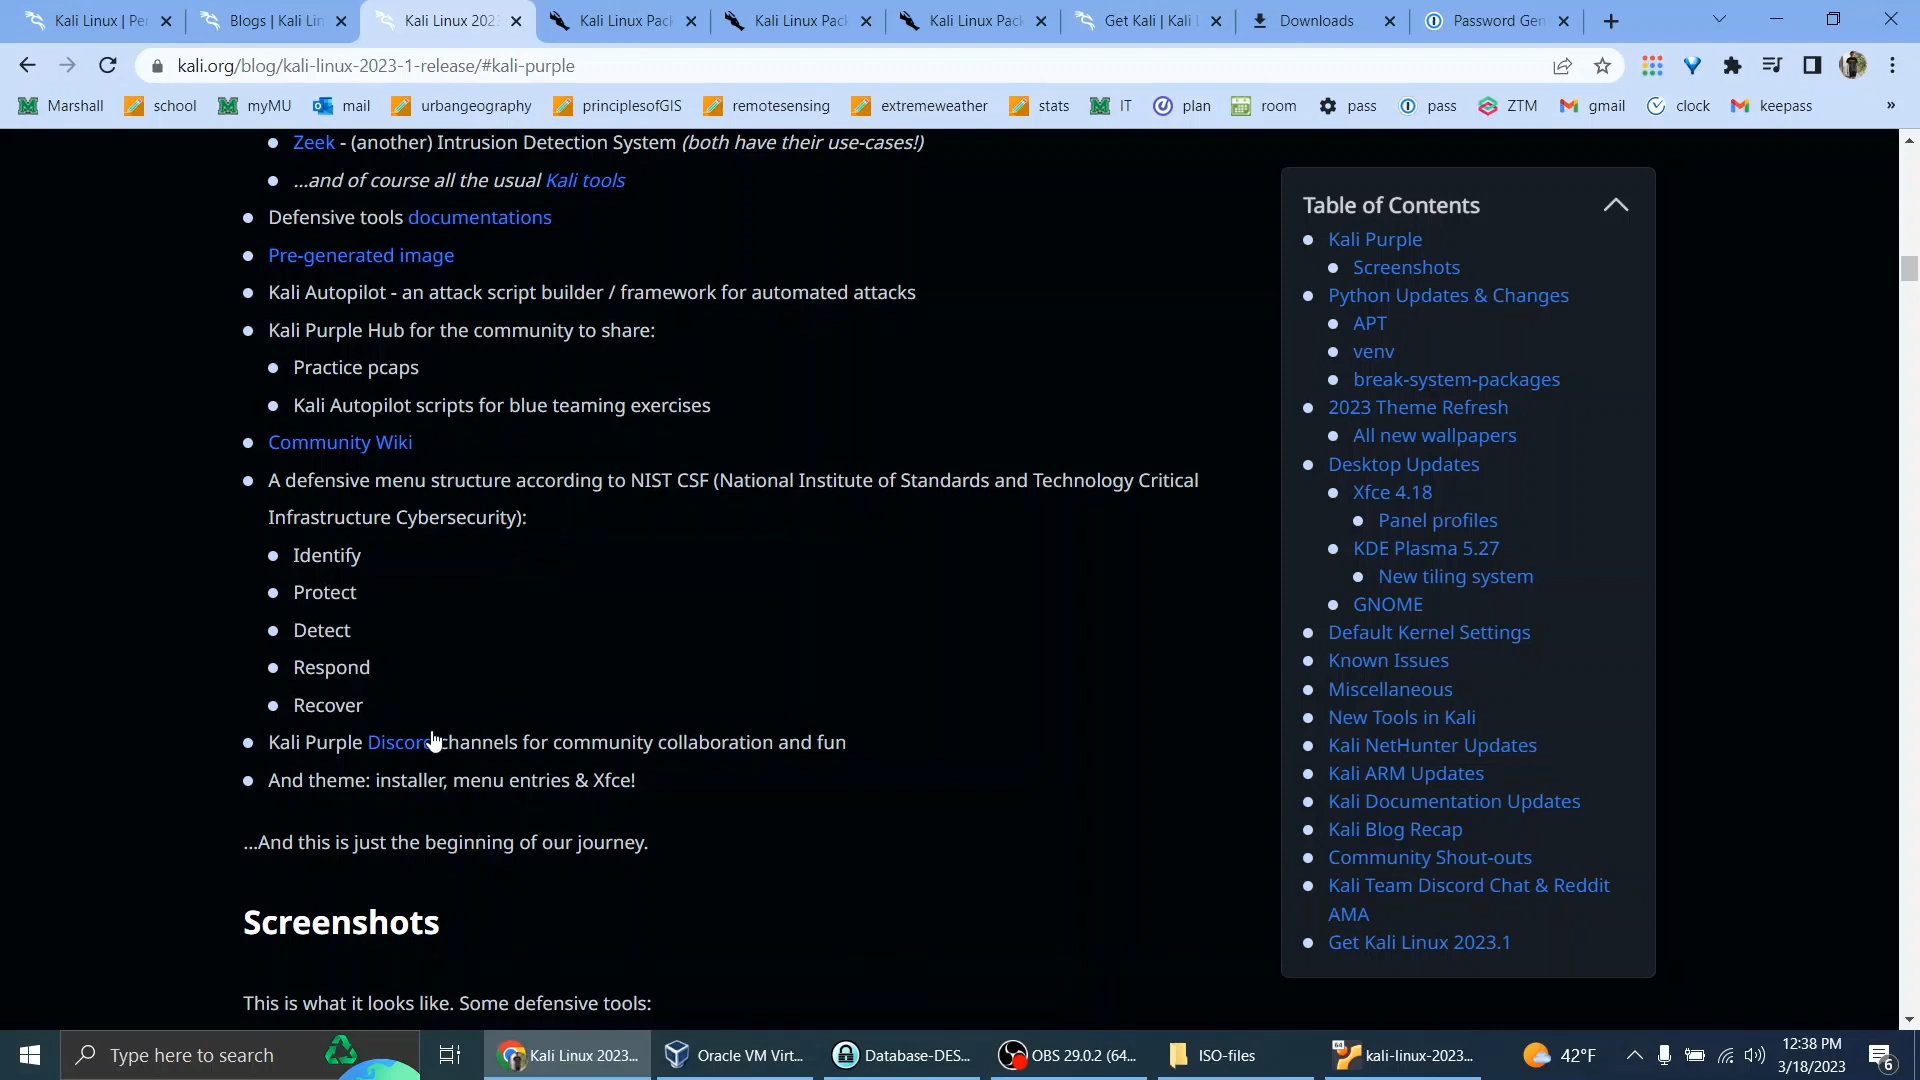 Kali Linux | Pe
Blogs | Kali Lin
Kali Linux 202
Kali Linux Pack
Kali Linux Pack
Kali Linux Pack
Get Kali | Kali
Downloads
Password Gen
kali.org/blog/kali-linux-2023-1-release/#kali-purple
Marshall
school
myMU
mail
urbangeography
principlesofGIS
remotesensing
extremeweather
stats
IT
plan
room
pass
pass
ZTM
gmail
clock
keepass
»
Zeek - (another) Intrusion Detection System (both have their use-cases!)
...and of course all the usual Kali tools
Defensive tools documentations
Pre-generated image
Kali Autopilot - an attack script builder / framework for automated attacks
Kali Purple Hub for the community to share:
Practice pcaps
Kali Autopilot scripts for blue teaming exercises
Community Wiki
A defensive menu structure according to NIST CSF (National Institute of Standards and Technology Critical
Infrastructure Cybersecurity):
Identify
Protect
Detect
Respond
Recover
Kali Purple Discord channels for community collaboration and fun
And theme: installer, menu entries & Xfce!
...And this is just the beginning of our journey.
Screenshots
This is what it looks like. Some defensive tools:
Table of Contents
Kali Purple
Screenshots
Python Updates & Changes
APT
venv
break-system-packages
2023 Theme Refresh
All new wallpapers
Desktop Updates
Xfce 4.18
Panel profiles
KDE Plasma 5.27
New tiling system
GNOME
Default Kernel Settings
Known Issues
Miscellaneous
New Tools in Kali
Kali NetHunter Updates
Kali ARM Updates
Kali Documentation Updates
Kali Blog Recap
Community Shout-outs
Kali Team Discord Chat & Reddit
AMA
Get Kali Linux 2023.1
Type here to search
Kali Linux 2023...
Oracle VM Virt...
Database-DES...
OBS 29.0.2 (64...
ISO-files
64
kali-linux-2023...
42°F
12:38 PM
3/18/2023
6